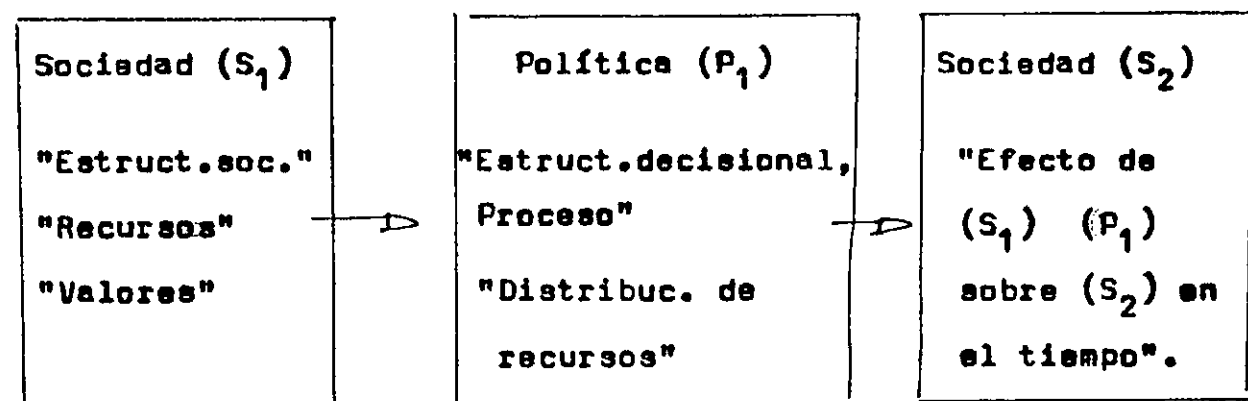 Sociedad (S₁)
"Estruct.soc."
"Recursos"
"Valores"
Política (P₁)
"Estruct.decisional,
Proceso"
"Distribuc. de
recursos"
Sociedad (S₂)
"Efecto de
(S₁) (P₁)
sobre (S₂) en
el tiempo".